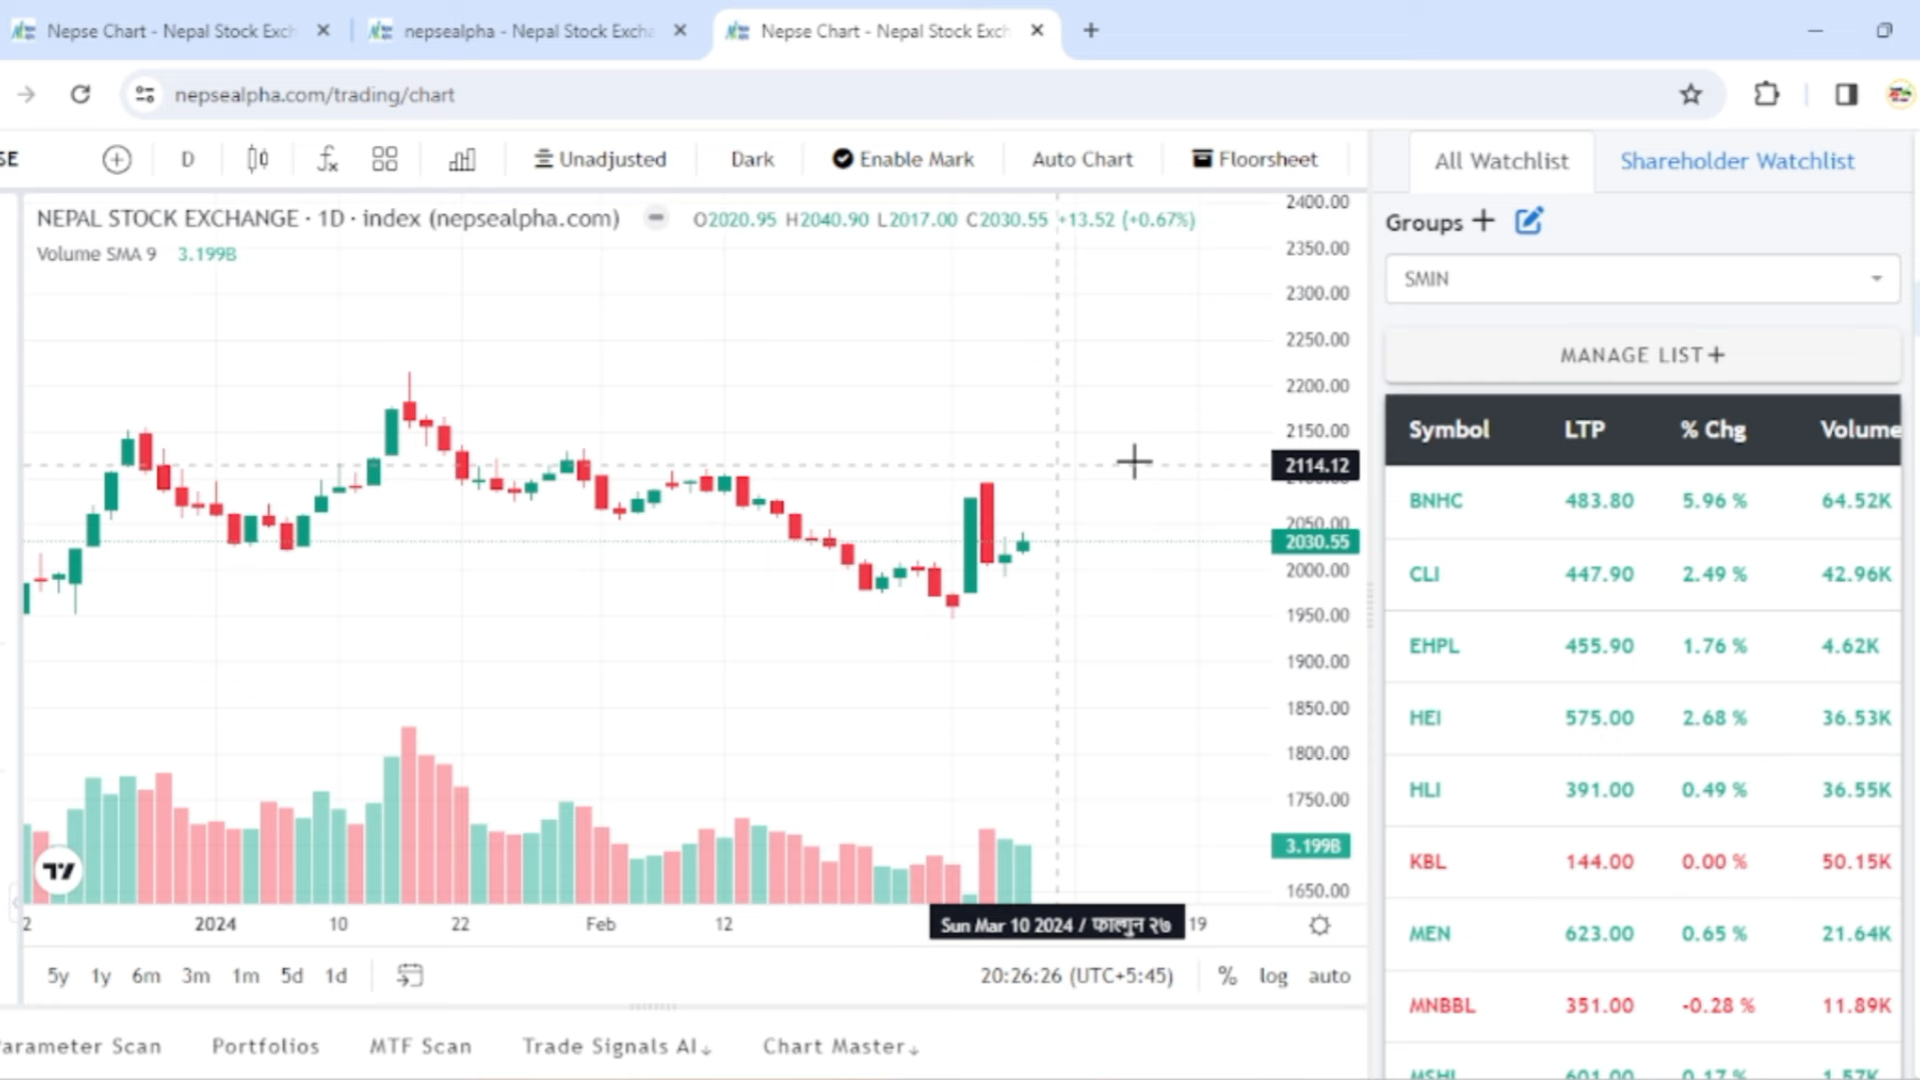 Nepse Chart - Nepal Stock Exch
nepsealpha - Nepal Stock Excha
Nepse Chart - Nepal Stock Exch
nepsealpha.com/trading/chart
SE
D
Unadjusted
Dark
Enable Mark
Auto Chart
Floorsheet
NEPAL STOCK EXCHANGE · 1D · index (nepsealpha.com)
O2020.95 H2040.90 L2017.00 C2030.55 +13.52 (+0.67%)
Volume SMA 9 3.199B
2400.00
2350.00
2300.00
2250.00
2200.00
2150.00
2114.12
2050.00
2030.55
2000.00
1950.00
1900.00
1850.00
1800.00
1750.00
3.199B
1650.00
2
2024
10
22
Feb
12
Sun Mar 10 2024 / फाल्गुन २७
19
5y 1y 6m 3m 1m 5d 1d
20:26:26 (UTC+5:45)
% log auto
arameter Scan
Portfolios
MTF Scan
Trade Signals AI
Chart Master
All Watchlist
Shareholder Watchlist
Groups +
SMIN
MANAGE LIST+
Symbol LTP % Chg Volume
BNHC 483.80 5.96 % 64.52K
CLI 447.90 2.49 % 42.96K
EHPL 455.90 1.76 % 4.62K
HEI 575.00 2.68 % 36.53K
HLI 391.00 0.49 % 36.55K
KBL 144.00 0.00 % 50.15K
MEN 623.00 0.65 % 21.64K
MNBBL 351.00 -0.28 % 11.89K
MSHL 601.00 0.17 % 1.57K